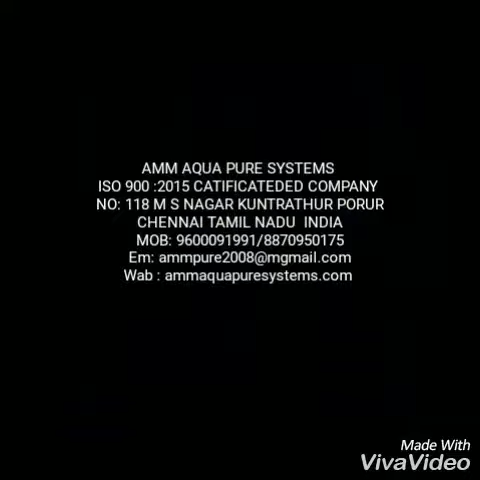 AMM AQUA PURE SYSTEMS
ISO 900 :2015 CATIFICATEDED COMPANY
NO: 118 M S NAGAR KUNTRATHUR PORUR
CHENNAI TAMIL NADU  INDIA
MOB: 9600091991/8870950175
Em: ammpure2008@mgmail.com
Wab : ammaquapuresystems.com
Made With
VivaVideo